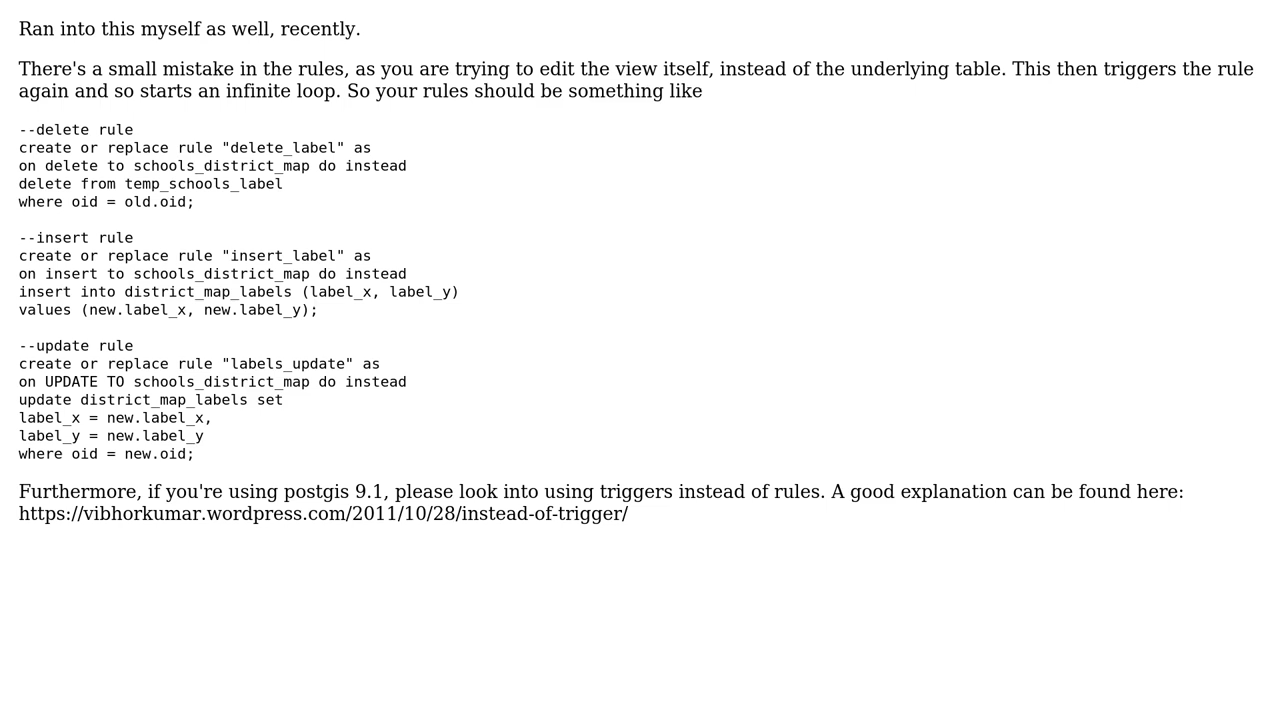 Ran into this myself as well, recently.
There's a small mistake in the rules, as you are trying to edit the view itself, instead of the underlying table. This then triggers the rule
again and so starts an infinite loop. So your rules should be something like
--delete rule
create or replace rule "delete_label" as
on delete to schools_district_map do instead
delete from temp_schools_label
where oid = old.oid;
--insert rule
create or replace rule "insert_label" as
on insert to schools_district_map do instead
insert into district_map_labels (label_x, label_y)
values (new.label_x, new.label_y);
--update rule
create or replace rule "labels_update" as
on UPDATE TO schools_district_map do instead
update district_map_labels set
label_x = new.label_x,
label_y = new.label_y
where oid = new.oid;
Furthermore, if you're using postgis 9.1, please look into using triggers instead of rules. A good explanation can be found here:
https://vibhorkumar.wordpress.com/2011/10/28/instead-of-trigger/